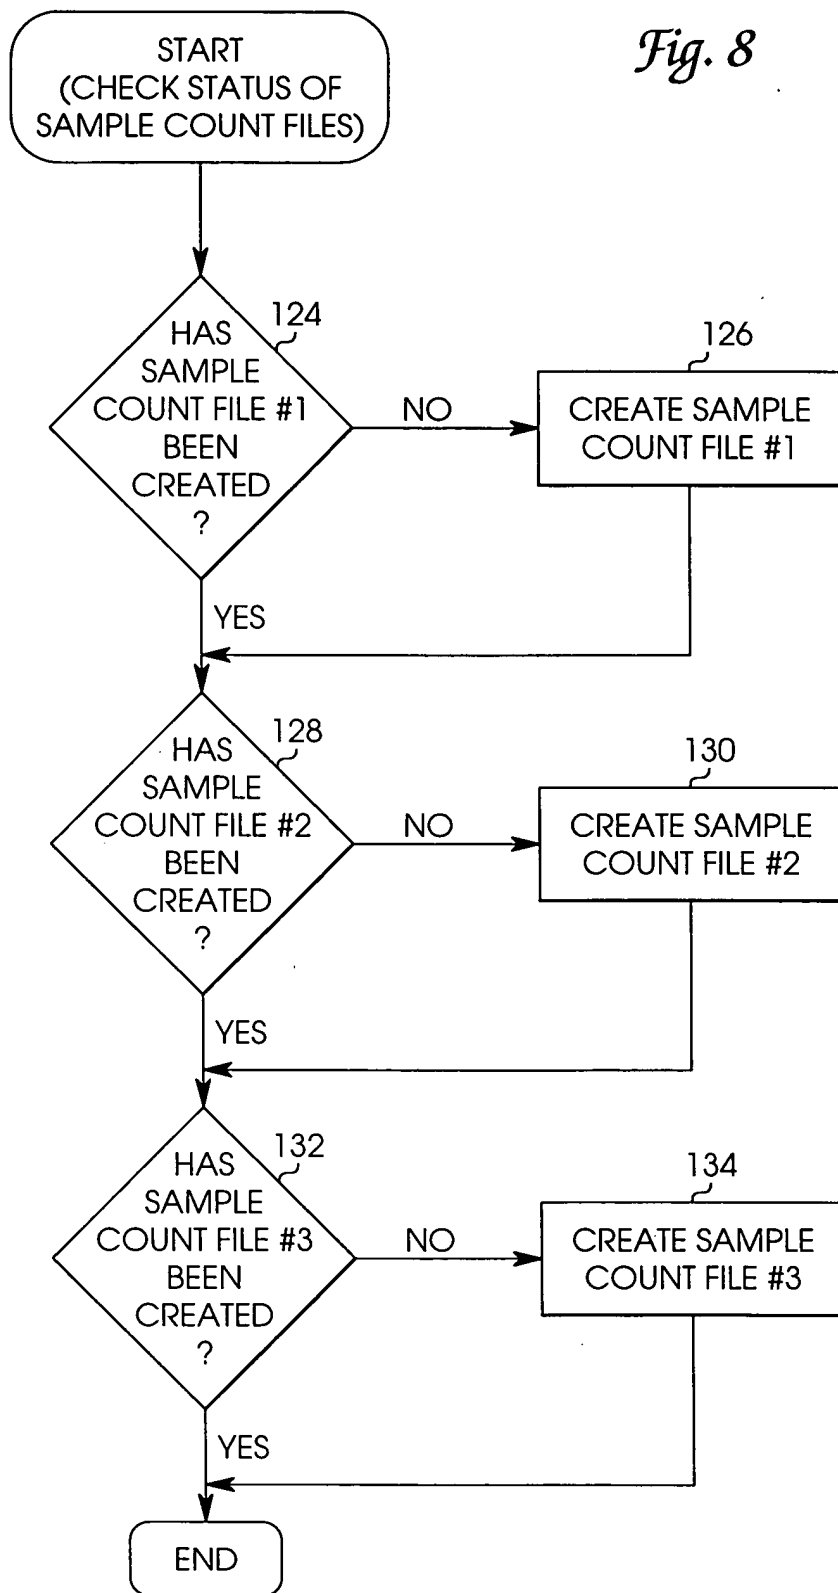 START
(CHECK STATUS OF
SAMPLE COUNT FILES)
Fig. 8
124
HAS
SAMPLE
COUNT FILE #1
BEEN
CREATED
?
NO
126
CREATE SAMPLE
COUNT FILE #1
YES
128
HAS
SAMPLE
COUNT FILE #2
BEEN
CREATED
?
NO
130
CREATE SAMPLE
COUNT FILE #2
YES
132
HAS
SAMPLE
COUNT FILE #3
BEEN
CREATED
?
NO
134
CREATE SAMPLE
COUNT FILE #3
YES
END